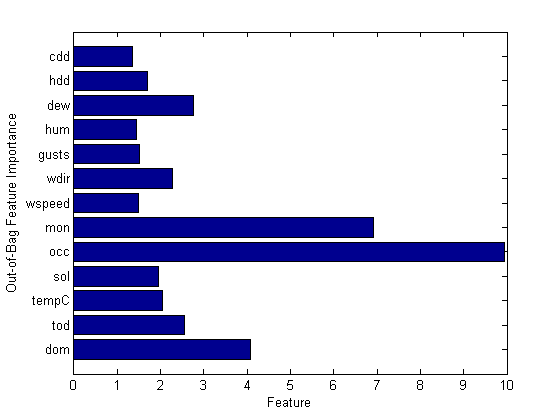 Out-of-Bag Feature Importance
cdd
hdd
dew
hum
gusts
wdir
wspeed
mon
occ
sol
tempC
tod
dom
0 1 2 3 4 5 6 7 8 9 10
Feature